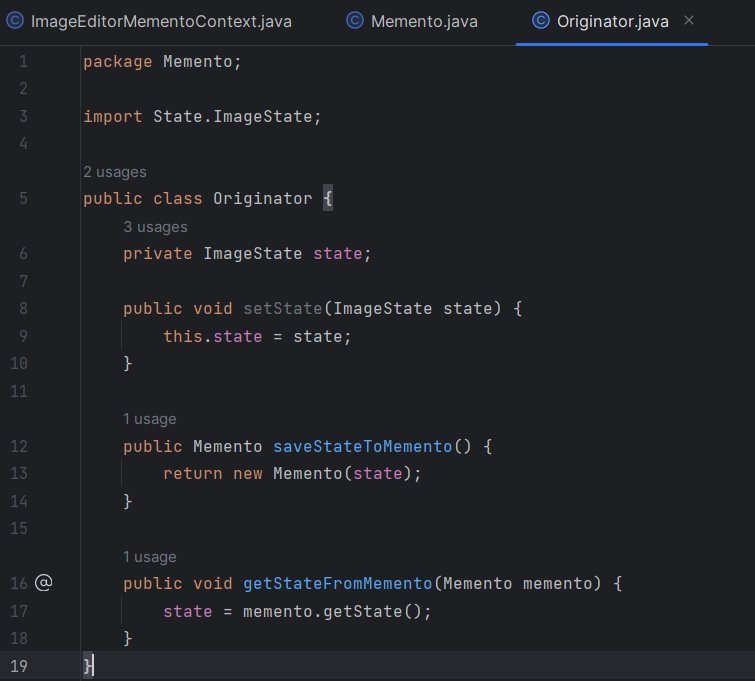 ImageEditorMementoContext.java Memento.java Originator.java
1 package Memento;
2
3 import State.ImageState;
4
2 usages
5 public class Originator {
3 usages
6 private ImageState state;
7
8 public void setState(ImageState state) {
9 this.state = state;
10 }
11
1 usage
12 public Memento saveStateToMemento() {
13 return new Memento(state);
14 }
15
1 usage
16 @ public void getStateFromMemento(Memento memento) {
17 state = memento.getState();
18 }
19 }